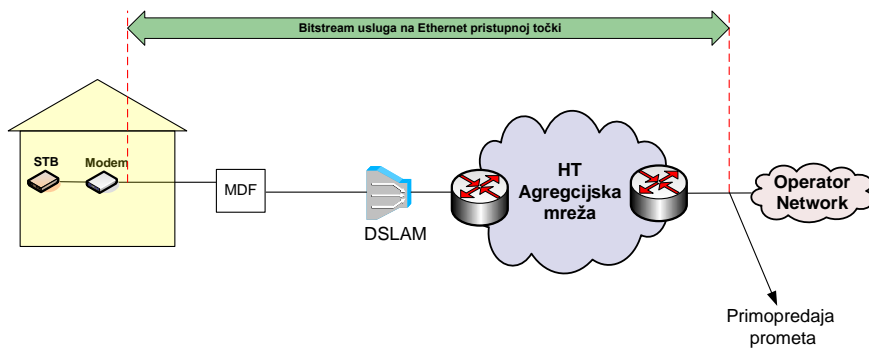 Bitstream usluga na Ethernet pristupnoj točki
STB
Modem
MDF
DSLAM
HT
Agregcijska
mreža
Operator
Network
Primopredaja
prometa